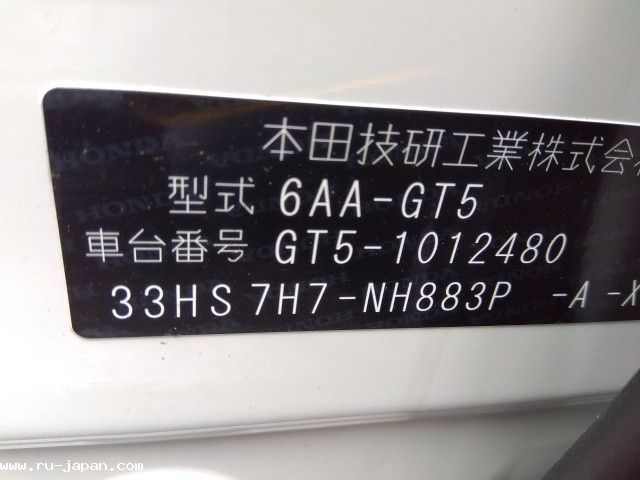 本田技研工業株式会
型式 6AA-GT5
車台番号 GT5-1012480
33HS 7H7-NH883P -A -X
www.ru-japan.com